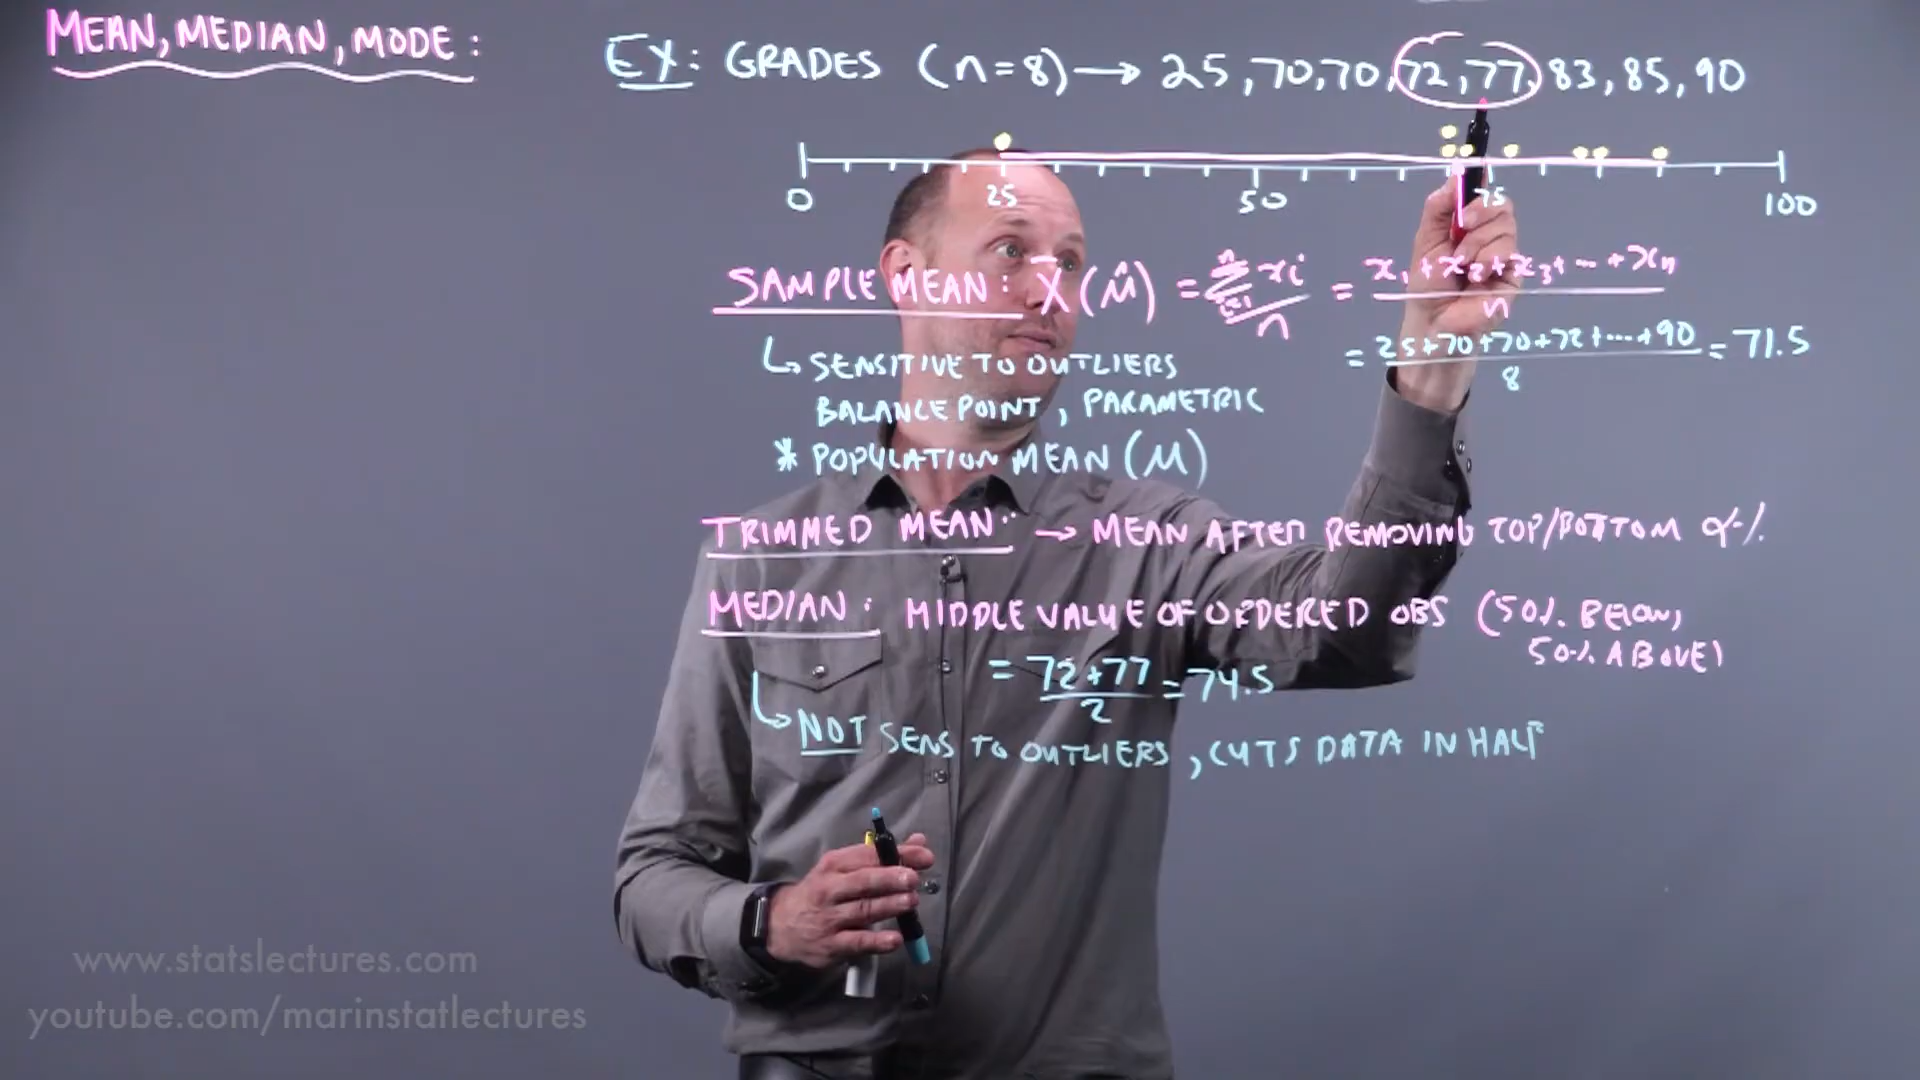 MEAN, MEDIAN, MODE:
EX: GRADES (n=8) → 25, 70, 70, 72, 77, 83, 85, 90
0 25 50 75 100
SAMPLE MEAN: X̄ (μ̂) = Σⁿᵢ₌₁ xi / n = x₁ + x₂ + x₃ + ... + xn / n
↳ SENSITIVE TO OUTLIERS
= 25+70+70+72+...+90 / 8 = 71.5
BALANCE POINT, PARAMETRIC
* POPULATION MEAN (μ)
TRIMMED MEAN: → MEAN AFTER REMOVING TOP/BOTTOM α%
MEDIAN: MIDDLE VALUE OF ORDERED OBS (50% BELOW,
50% ABOVE)
= 72+77 / 2 = 74.5
↳ NOT SENS TO OUTLIERS, CUTS DATA IN HALF
www.statslectures.com
youtube.com/marinstatlectures